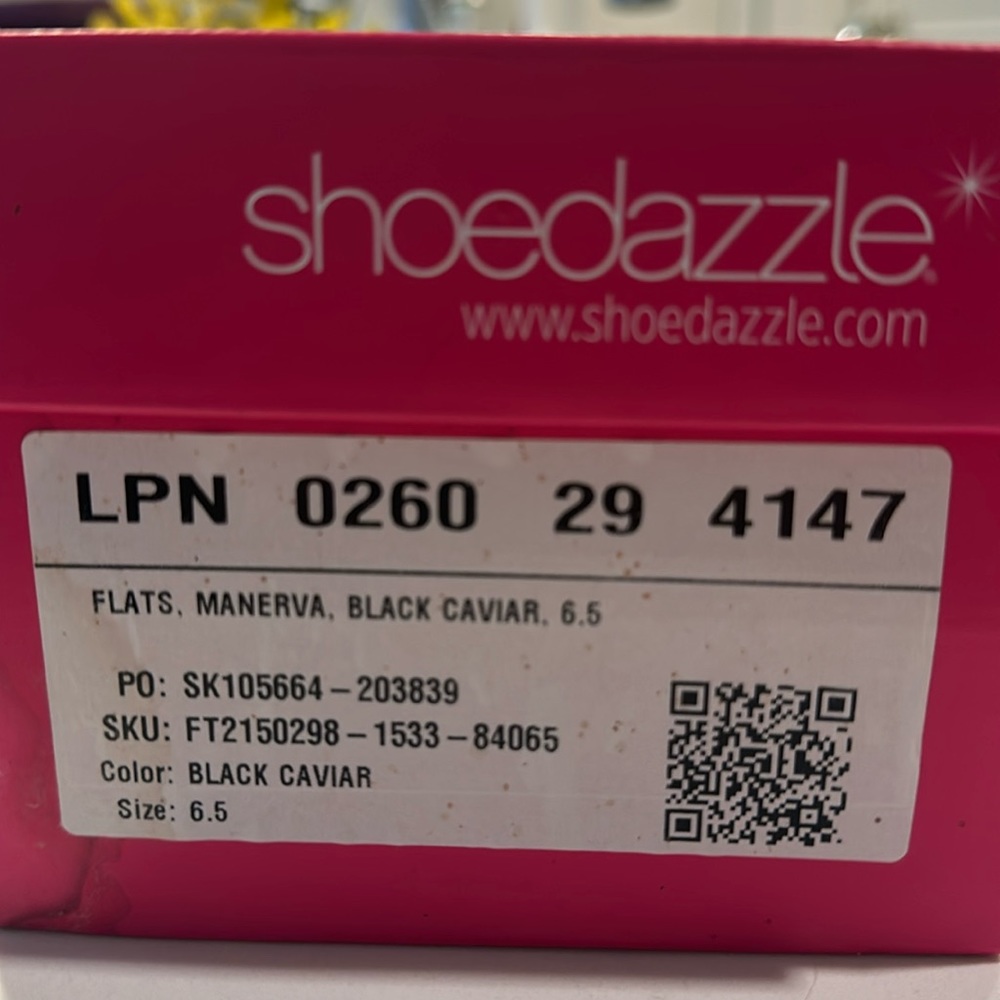 shoedazzle
www.shoedazzle.com
LPN 0260 29 4147
FLATS, MANERVA, BLACK CAVIAR, 6.5
PO: SK105664-203839
SKU: FT2150298-1533-84065
Color: BLACK CAVIAR
Size: 6.5